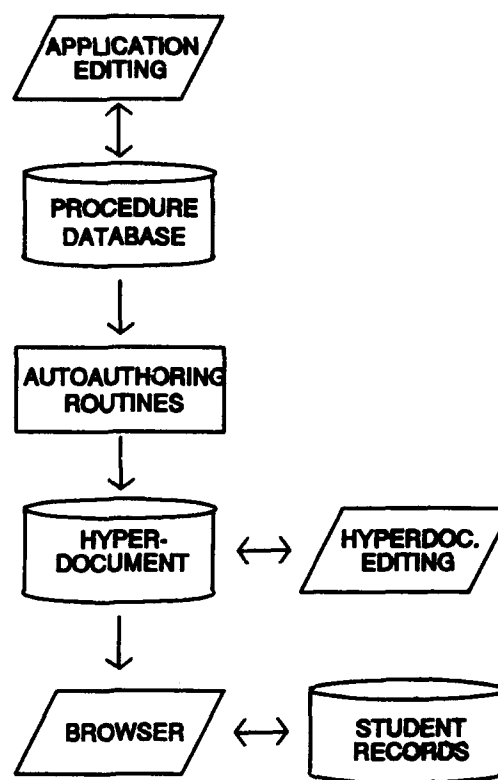 APPLICATION
EDITING
PROCEDURE
DATABASE
AUTOAUTHORING
ROUTINES
HYPER-
DOCUMENT
HYPERDOC.
EDITING
BROWSER
STUDENT
RECORDS